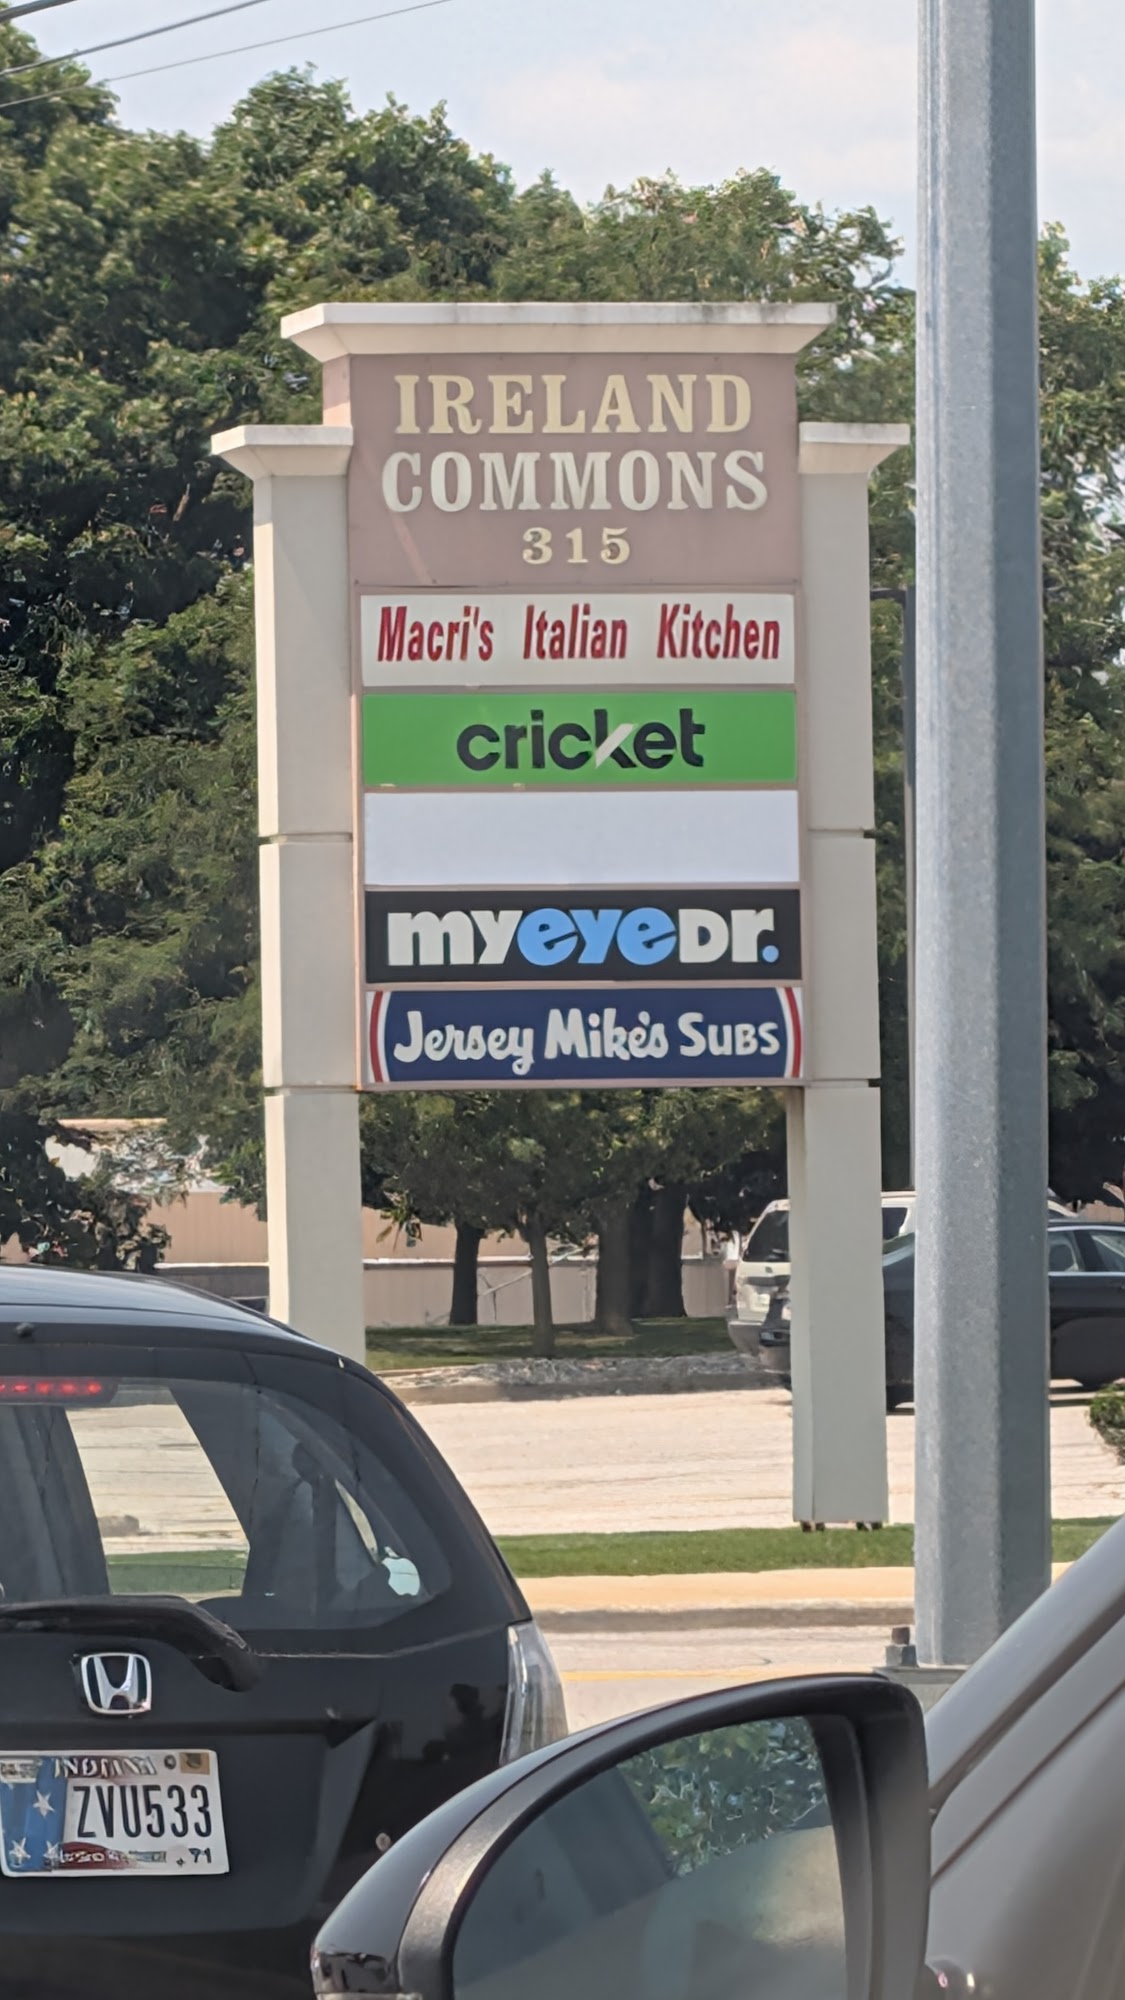 IRELAND
COMMONS
315
Macri's Italian Kitchen
cricket
myeyeDr.
Jersey Mike's Subs
INDIANA
ZVU533
71